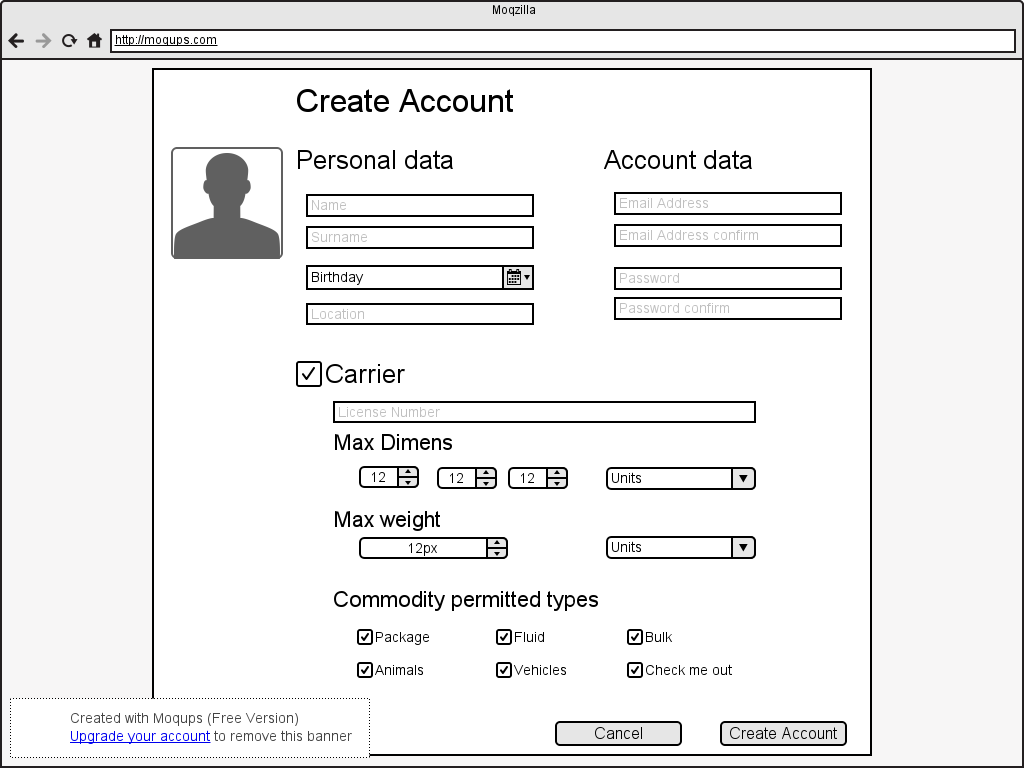 Moqzilla
http://moqups.com
Create Account
Personal data
Account data
Name
Email Address
Surname
Email Address confirm
Birthday
Password
Location
Password confirm
Carrier
License Number
Max Dimens
12 12 12 Units
Max weight
12px Units
Commodity permitted types
Package Fluid Bulk
Animals Vehicles Check me out
Created with Moqups (Free Version)
Upgrade your account to remove this banner
Cancel Create Account